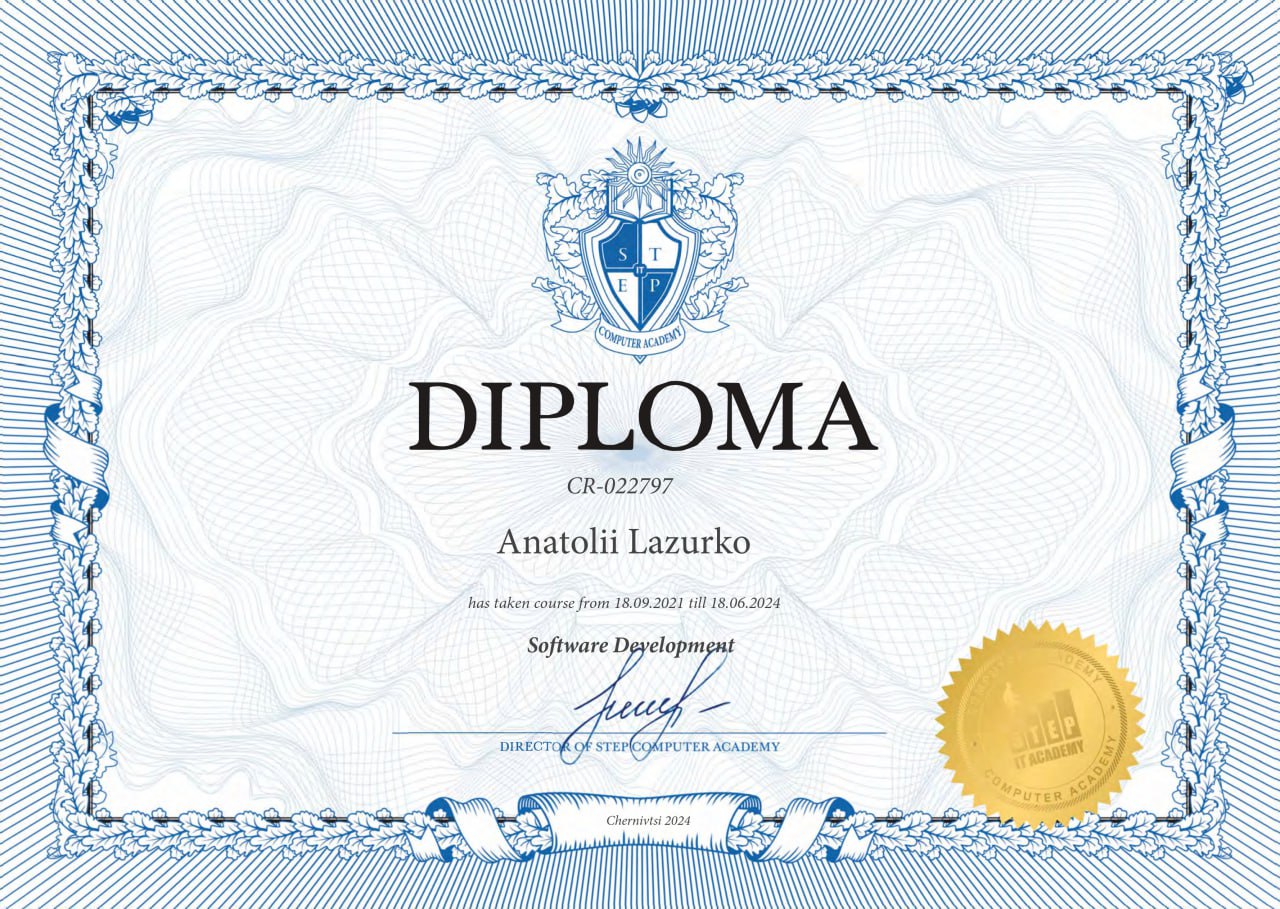 S T
IT
E P
COMPUTER ACADEMY
DIPLOMA
CR-022797
Anatolii Lazurko
has taken course from 18.09.2021 till 18.06.2024
Software Development
DIRECTOR OF STEP COMPUTER ACADEMY
STEP
IT ACADEMY
COMPUTER ACADEMY
Chernivtsi 2024